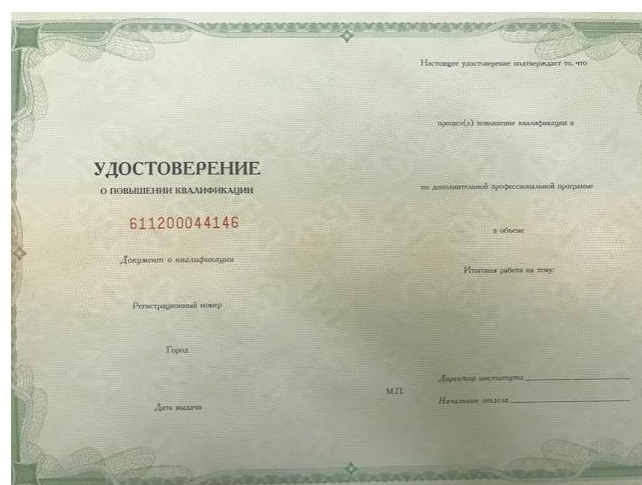 УДОСТОВЕРЕНИЕ
О ПОВЫШЕНИИ КВАЛИФИКАЦИИ
611200044146
Документ о квалификации
Регистрационный номер
Город
Дата выдачи
Настоящее удостоверение подтверждает то, что
прошел(а) повышение квалификации в
по дополнительной профессиональной программе
в объеме
Итоговая работа на тему:
М.П.
Директор института
Начальник отдела